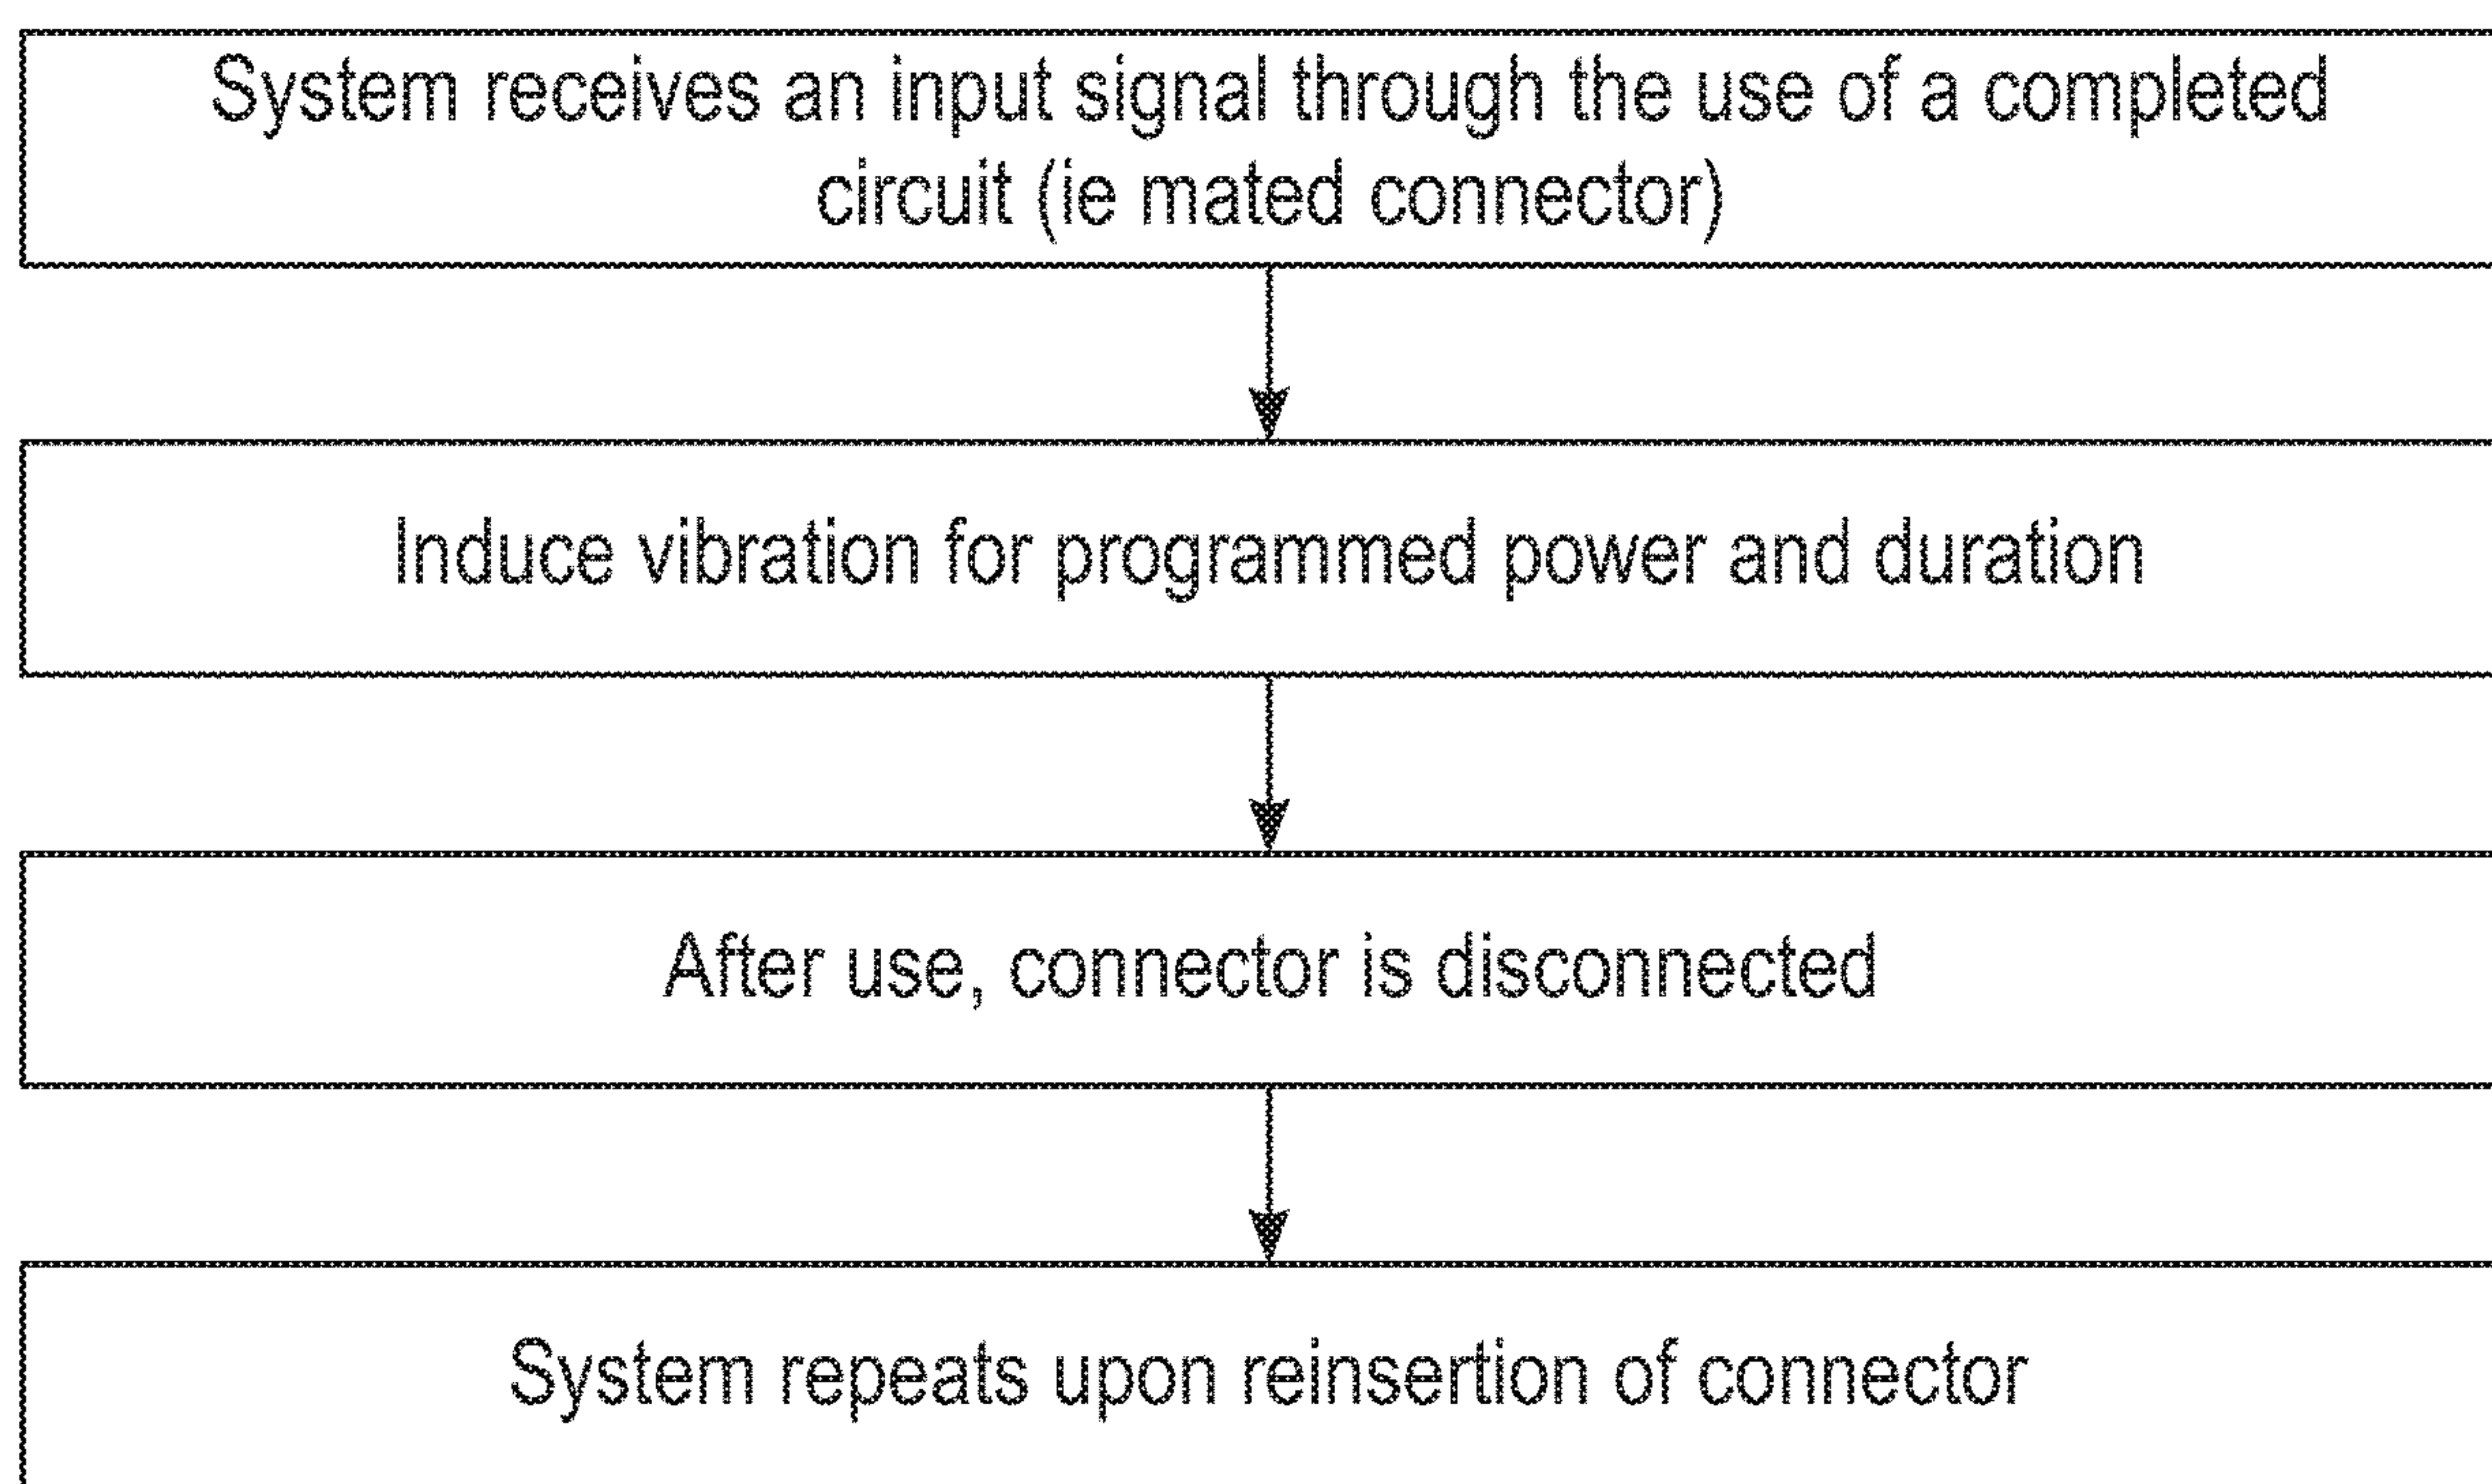 System receives an input signal through the use of a completed
circuit (ie mated connector)
Induce vibration for programmed power and duration
After use, connector is disconnected
System repeats upon reinsertion of connector